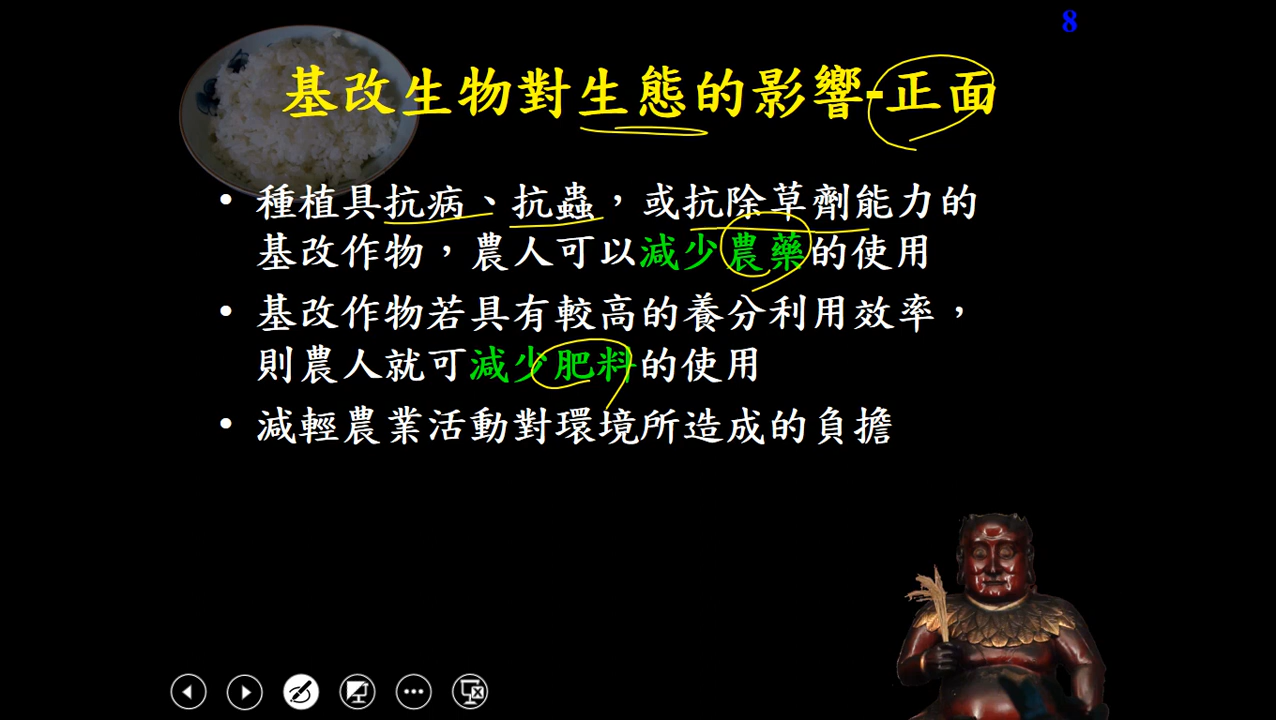 8
基改生物對生態的影響-正面
• 種植具抗病、抗蟲，或抗除草劑能力的
基改作物，農人可以減少農藥的使用
• 基改作物若具有較高的養分利用效率，
則農人就可減少肥料的使用
• 減輕農業活動對環境所造成的負擔